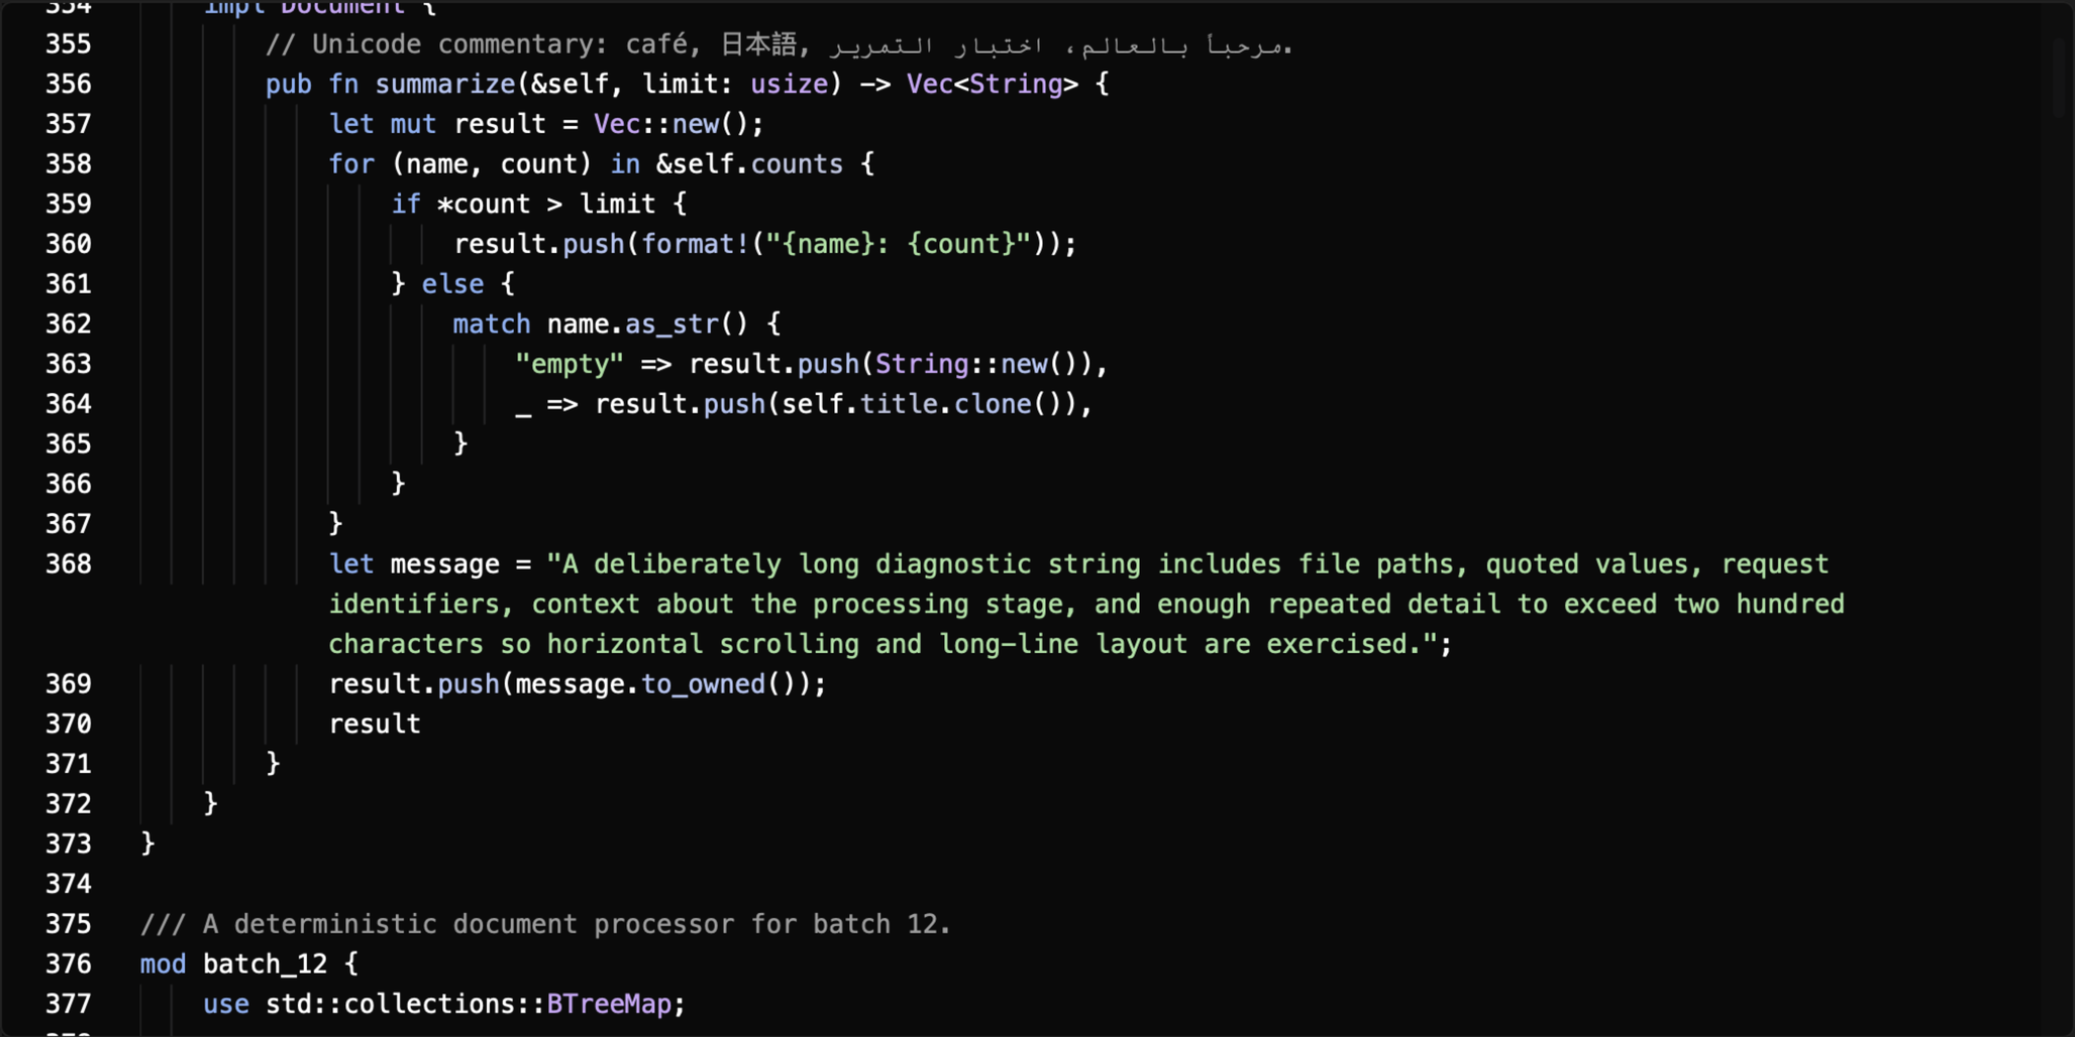 354 impl Document {
355 // Unicode commentary: café, 日本語, مرحباً بالعالم، اختبار التمرير.
356 pub fn summarize(&self, limit: usize) -> Vec<String> {
357 let mut result = Vec::new();
358 for (name, count) in &self.counts {
359 if *count > limit {
360 result.push(format!("{name}: {count}"));
361 } else {
362 match name.as_str() {
363 "empty" => result.push(String::new()),
364 _ => result.push(self.title.clone()),
365 }
366 }
367 }
368 let message = "A deliberately long diagnostic string includes file paths, quoted values, request
identifiers, context about the processing stage, and enough repeated detail to exceed two hundred
characters so horizontal scrolling and long-line layout are exercised.";
369 result.push(message.to_owned());
370 result
371 }
372 }
373 }
374
375 /// A deterministic document processor for batch 12.
376 mod batch_12 {
377 use std::collections::BTreeMap;